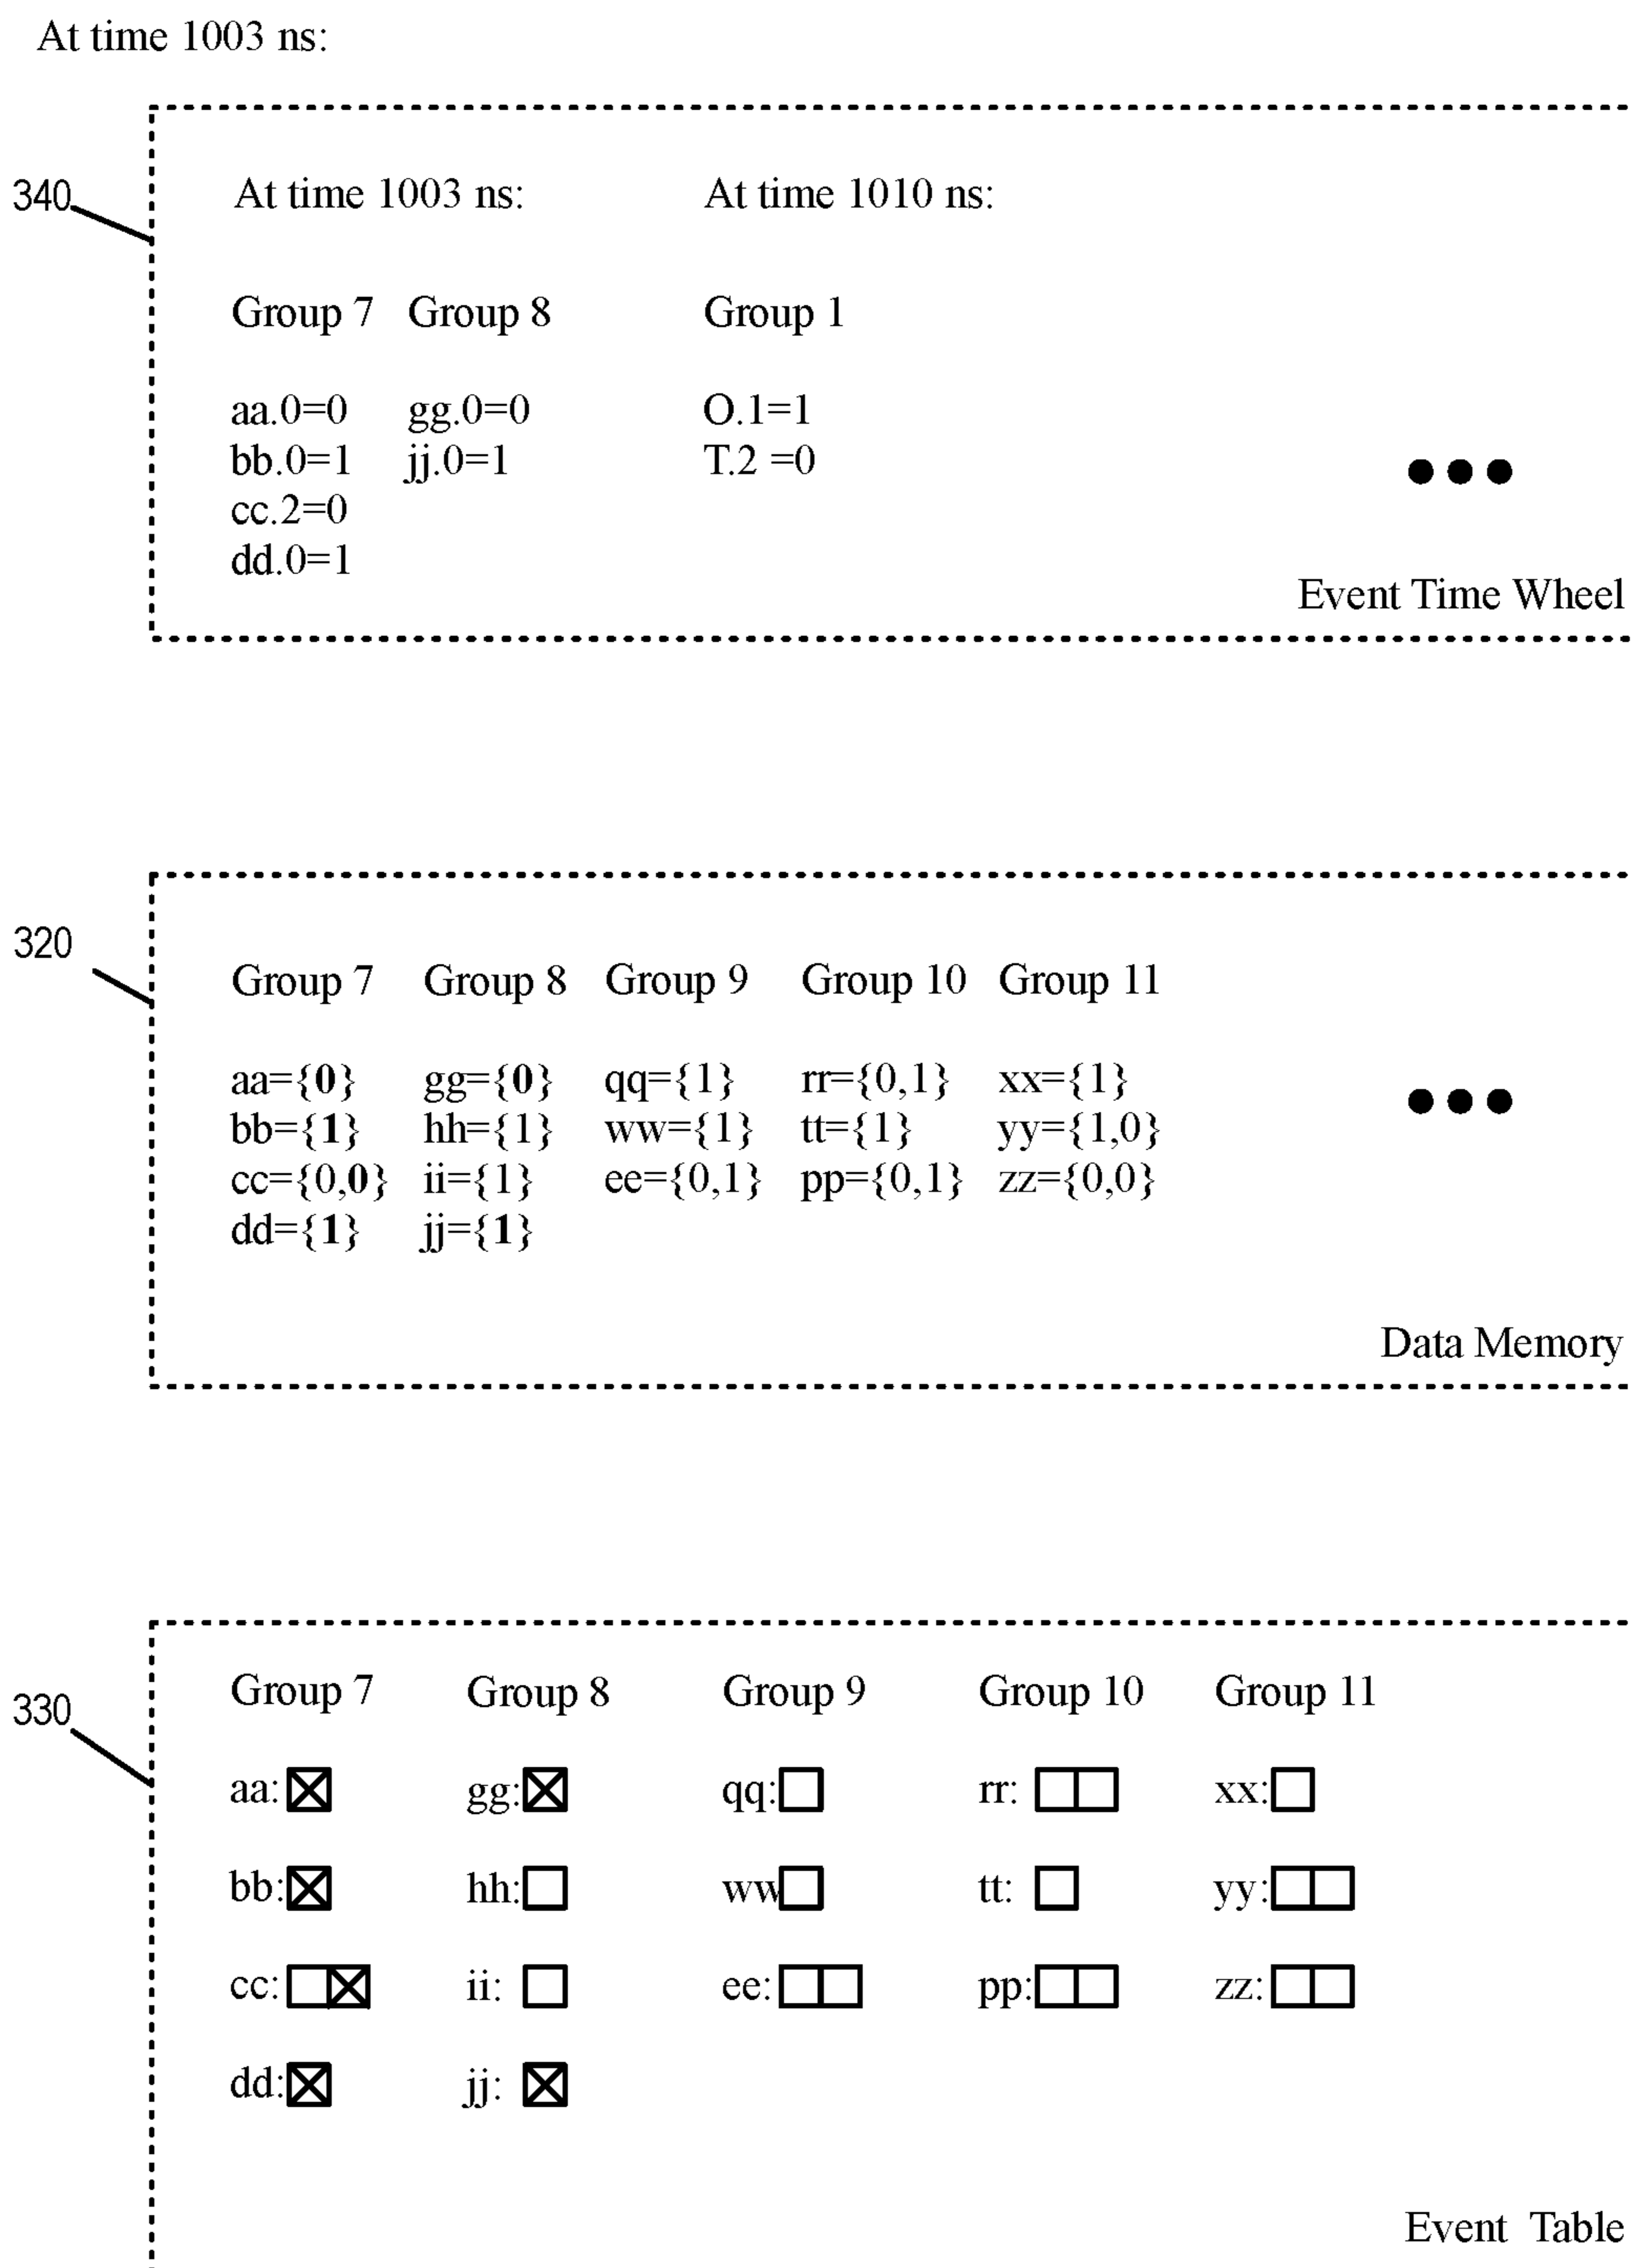 At time 1003 ns:
340
At time 1003 ns: At time 1010 ns:
Group 7 Group 8 Group 1
aa.0=0 gg.0=0 O.1=1
bb.0=1 jj.0=1 T.2 =0
cc.2=0
dd.0=1
Event Time Wheel
320
Group 7 Group 8 Group 9 Group 10 Group 11
aa={0} gg={0} qq={1} rr={0,1} xx={1}
bb={1} hh={1} ww={1} tt={1} yy={1,0}
cc={0,0} ii={1} ee={0,1} pp={0,1} zz={0,0}
dd={1} jj={1}
Data Memory
330
Group 7 Group 8 Group 9 Group 10 Group 11
aa: gg: qq: rr: xx:
bb: hh: ww tt: yy:
cc: ii: ee: pp: zz:
dd: jj:
Event Table